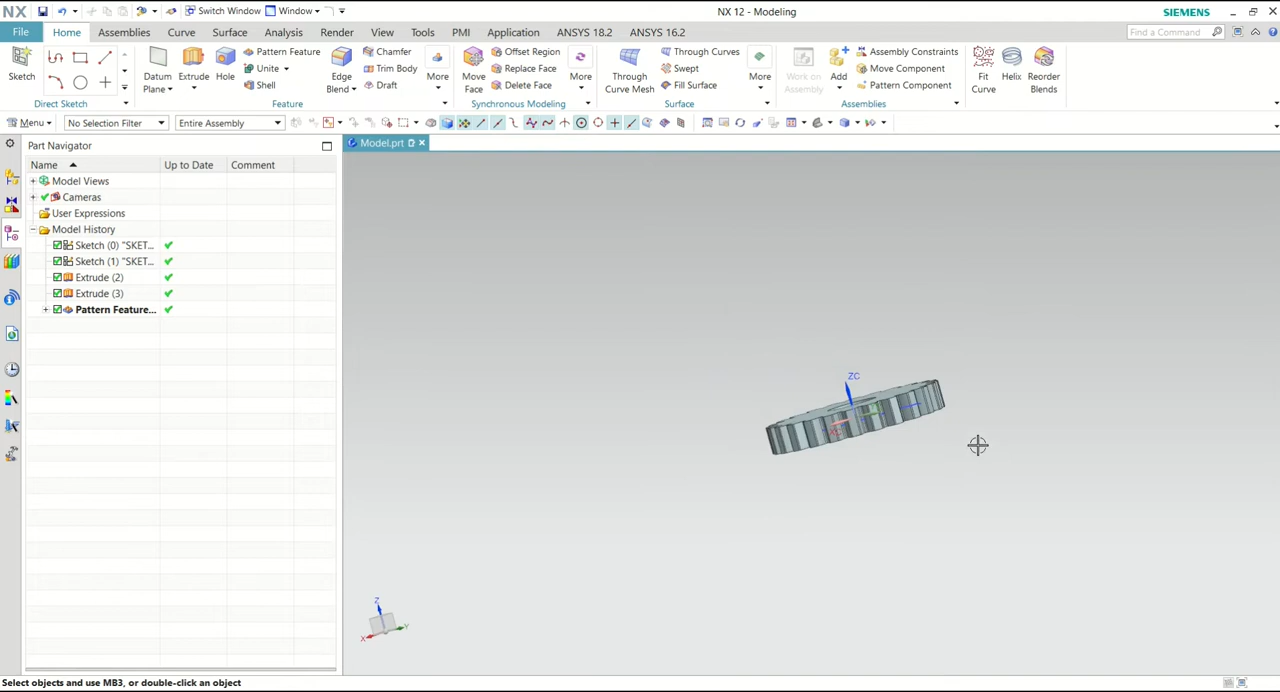 NX
Switch Window
Window
NX 12 - Modeling
SIEMENS
File
Home
Assemblies
Curve
Surface
Analysis
Render
View
Tools
PMI
Application
ANSYS 18.2
ANSYS 16.2
Find a Command
Sketch
Direct Sketch
Datum Plane
Extrude
Hole
Pattern Feature
Unite
Shell
Edge Blend
Chamfer
Trim Body
Draft
More
Feature
Move Face
Offset Region
Replace Face
Delete Face
More
Synchronous Modeling
Through Curve Mesh
Through Curves
Swept
Fill Surface
More
Surface
Work on Assembly
Add
Assembly Constraints
Move Component
Pattern Component
Assemblies
Fit Curve
Helix
Reorder Blends
Menu
No Selection Filter
Entire Assembly
Part Navigator
Model.prt
Name
Up to Date
Comment
Model Views
Cameras
User Expressions
Model History
Sketch (0) "SKET...
Sketch (1) "SKET...
Extrude (2)
Extrude (3)
Pattern Feature...
ZC
Z
X
Y
Select objects and use MB3, or double-click an object